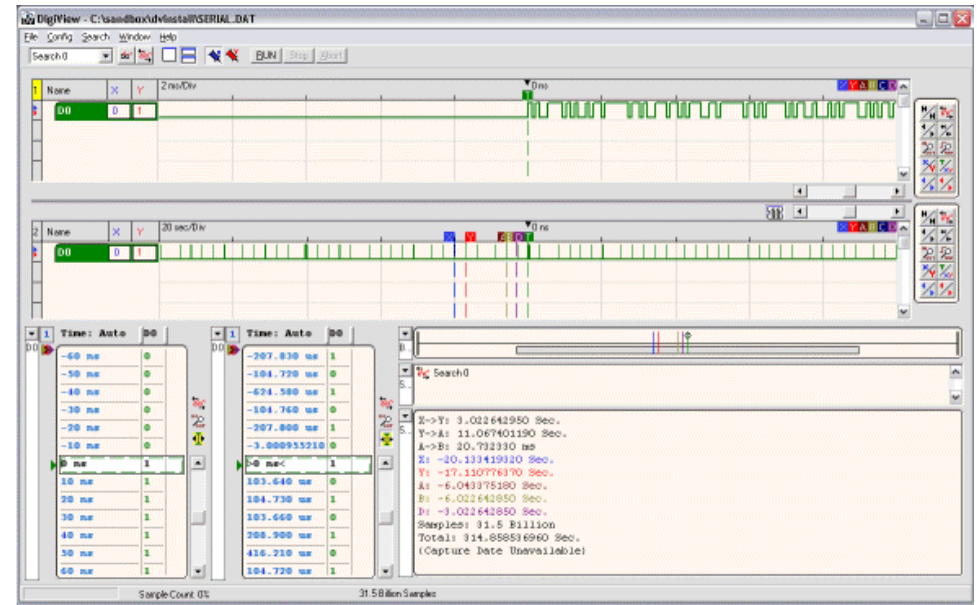 DigiView - C:\sandbox\dvinstall\SERIAL.DAT
File Config Search Window Help
Search 0 RUN Stop Abort
1 Name X Y 2 ms/Div 0 ns X Y A B C D
T
D0 0 1
2 Name X Y 20 sec/Div 0 ns X Y A B C D
X Y A B D T
D0 0 1
1 Time: Auto D0
D0
-60 ms 0
-50 ms 0
-40 ms 0
-30 ms 0
-20 ms 0
-10 ms 0
0 ms 1
10 ms 1
20 ms 1
30 ms 1
40 ms 1
50 ms 1
60 ms 1
1 Time: Auto D0
D0
-207.830 us 1
-104.720 us 0
-624.580 us 1
-104.760 us 0
-207.800 us 1
-3.000955210 0
>0 ms< 1
103.640 us 0
104.730 us 1
103.660 us 0
208.900 us 1
416.210 us 0
104.720 us 1
B..
S..
Search 0
S..
X->Y: 3.022642950 Sec.
Y->A: 11.067401190 Sec.
A->B: 20.732330 ms
X: -20.133419320 Sec.
Y: -17.110776370 Sec.
A: -6.043375180 Sec.
B: -6.022642850 Sec.
D: -3.022642850 Sec.
Samples: 31.5 Billion
Total: 314.858536960 Sec.
(Capture Date Unavailable)
Sample Count: 0% 31.5 Billion Samples